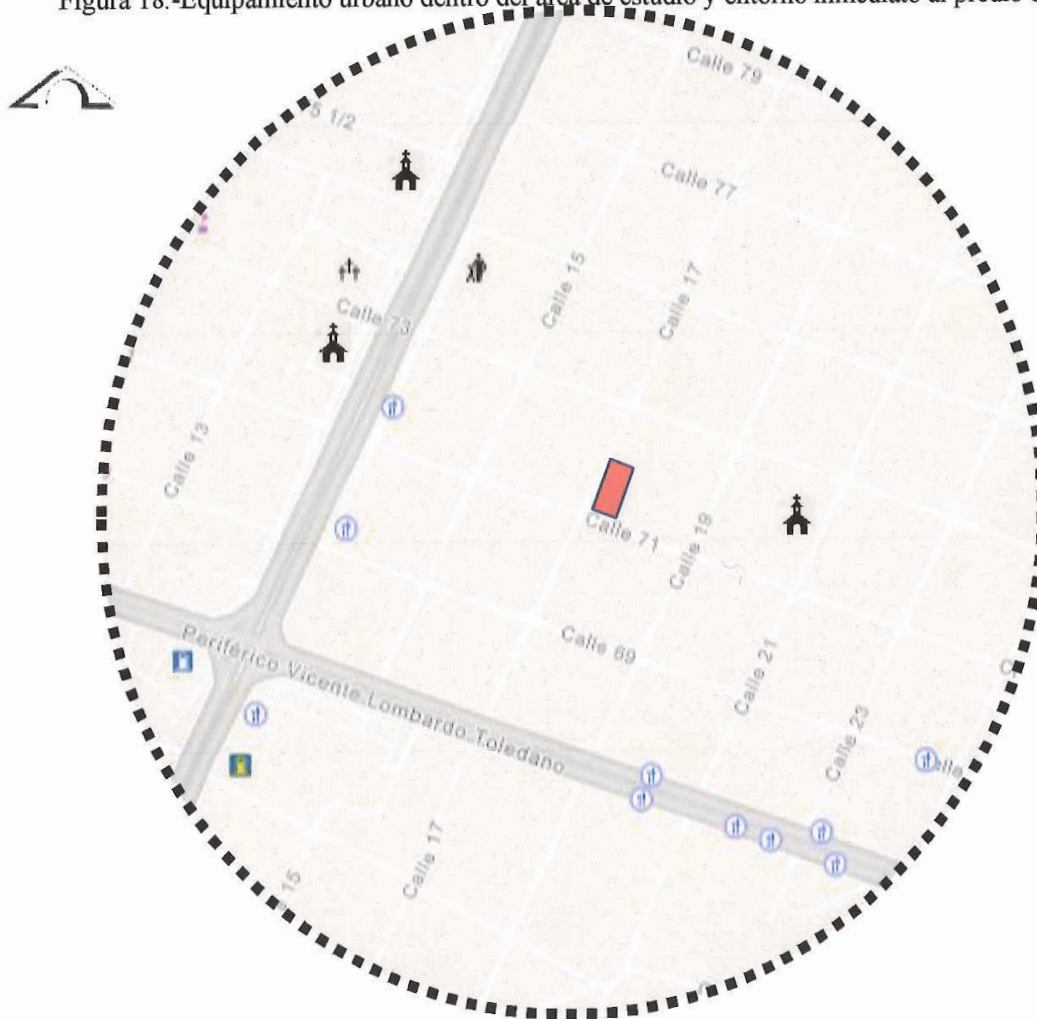 Figura 18.-Equipamiento urbano dentro del área de estudio y entorno inmediato al predio
Calle 79
5 1/2
Calle 77
Calle 15
Calle 17
Calle 73
Calle 13
Calle 71
Calle 19
Calle 69
Calle 21
Periférico Vicente Lombardo Toledano
Calle 23
Calle 17
15